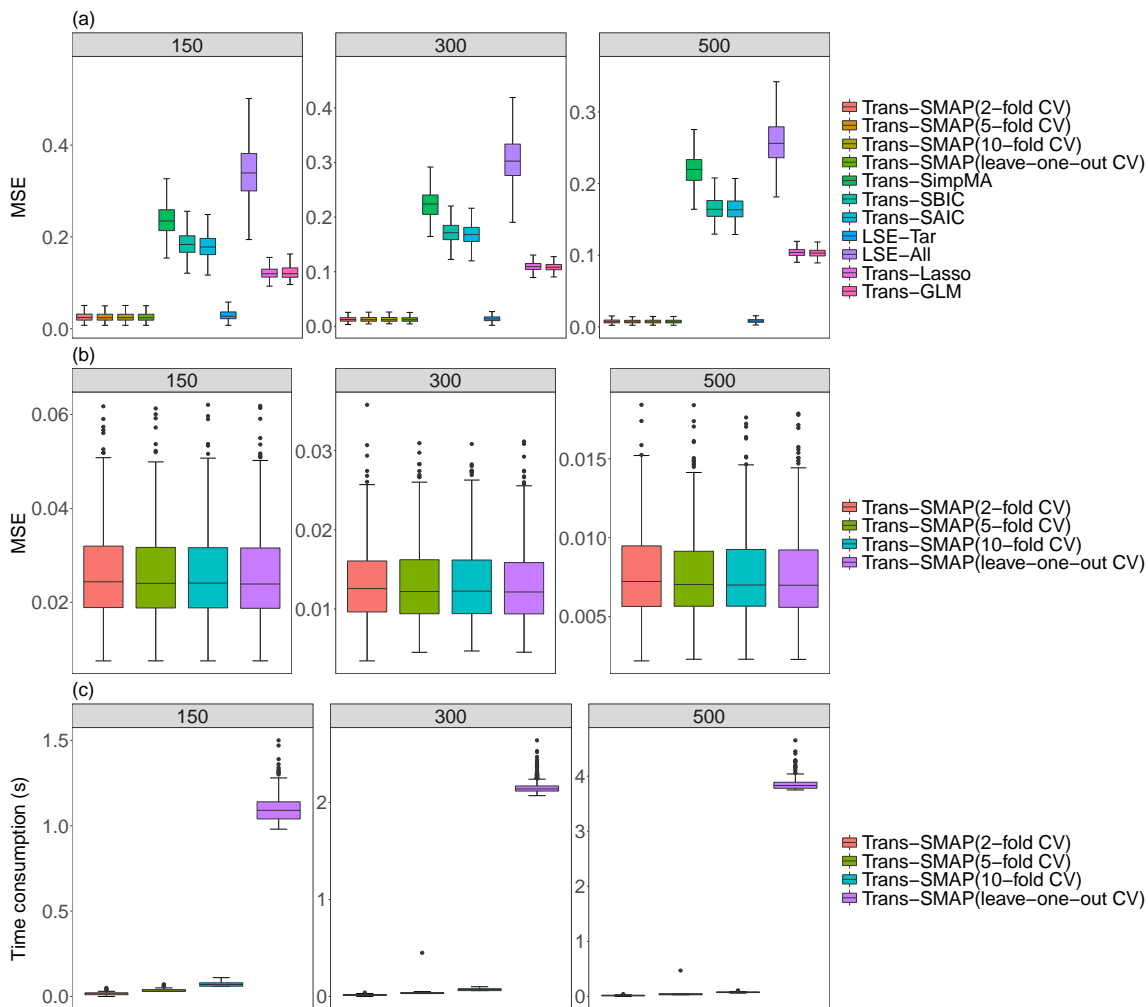 (a)
150
300
500
MSE
0.4
0.2
0.0
0.4
0.3
0.2
0.1
0.0
0.3
0.2
0.1
0.0
Trans−SMAP(2−fold CV)
Trans−SMAP(5−fold CV)
Trans−SMAP(10−fold CV)
Trans−SMAP(leave−one−out CV)
Trans−SimpMA
Trans−SBIC
Trans−SAIC
LSE−Tar
LSE−All
Trans−Lasso
Trans−GLM
(b)
150
300
500
MSE
0.06
0.04
0.02
0.03
0.02
0.01
0.015
0.010
0.005
Trans−SMAP(2−fold CV)
Trans−SMAP(5−fold CV)
Trans−SMAP(10−fold CV)
Trans−SMAP(leave−one−out CV)
(c)
150
300
500
Time consumption (s)
1.5
1.0
0.5
0.0
2
1
0
4
3
2
1
0
Trans−SMAP(2−fold CV)
Trans−SMAP(5−fold CV)
Trans−SMAP(10−fold CV)
Trans−SMAP(leave−one−out CV)